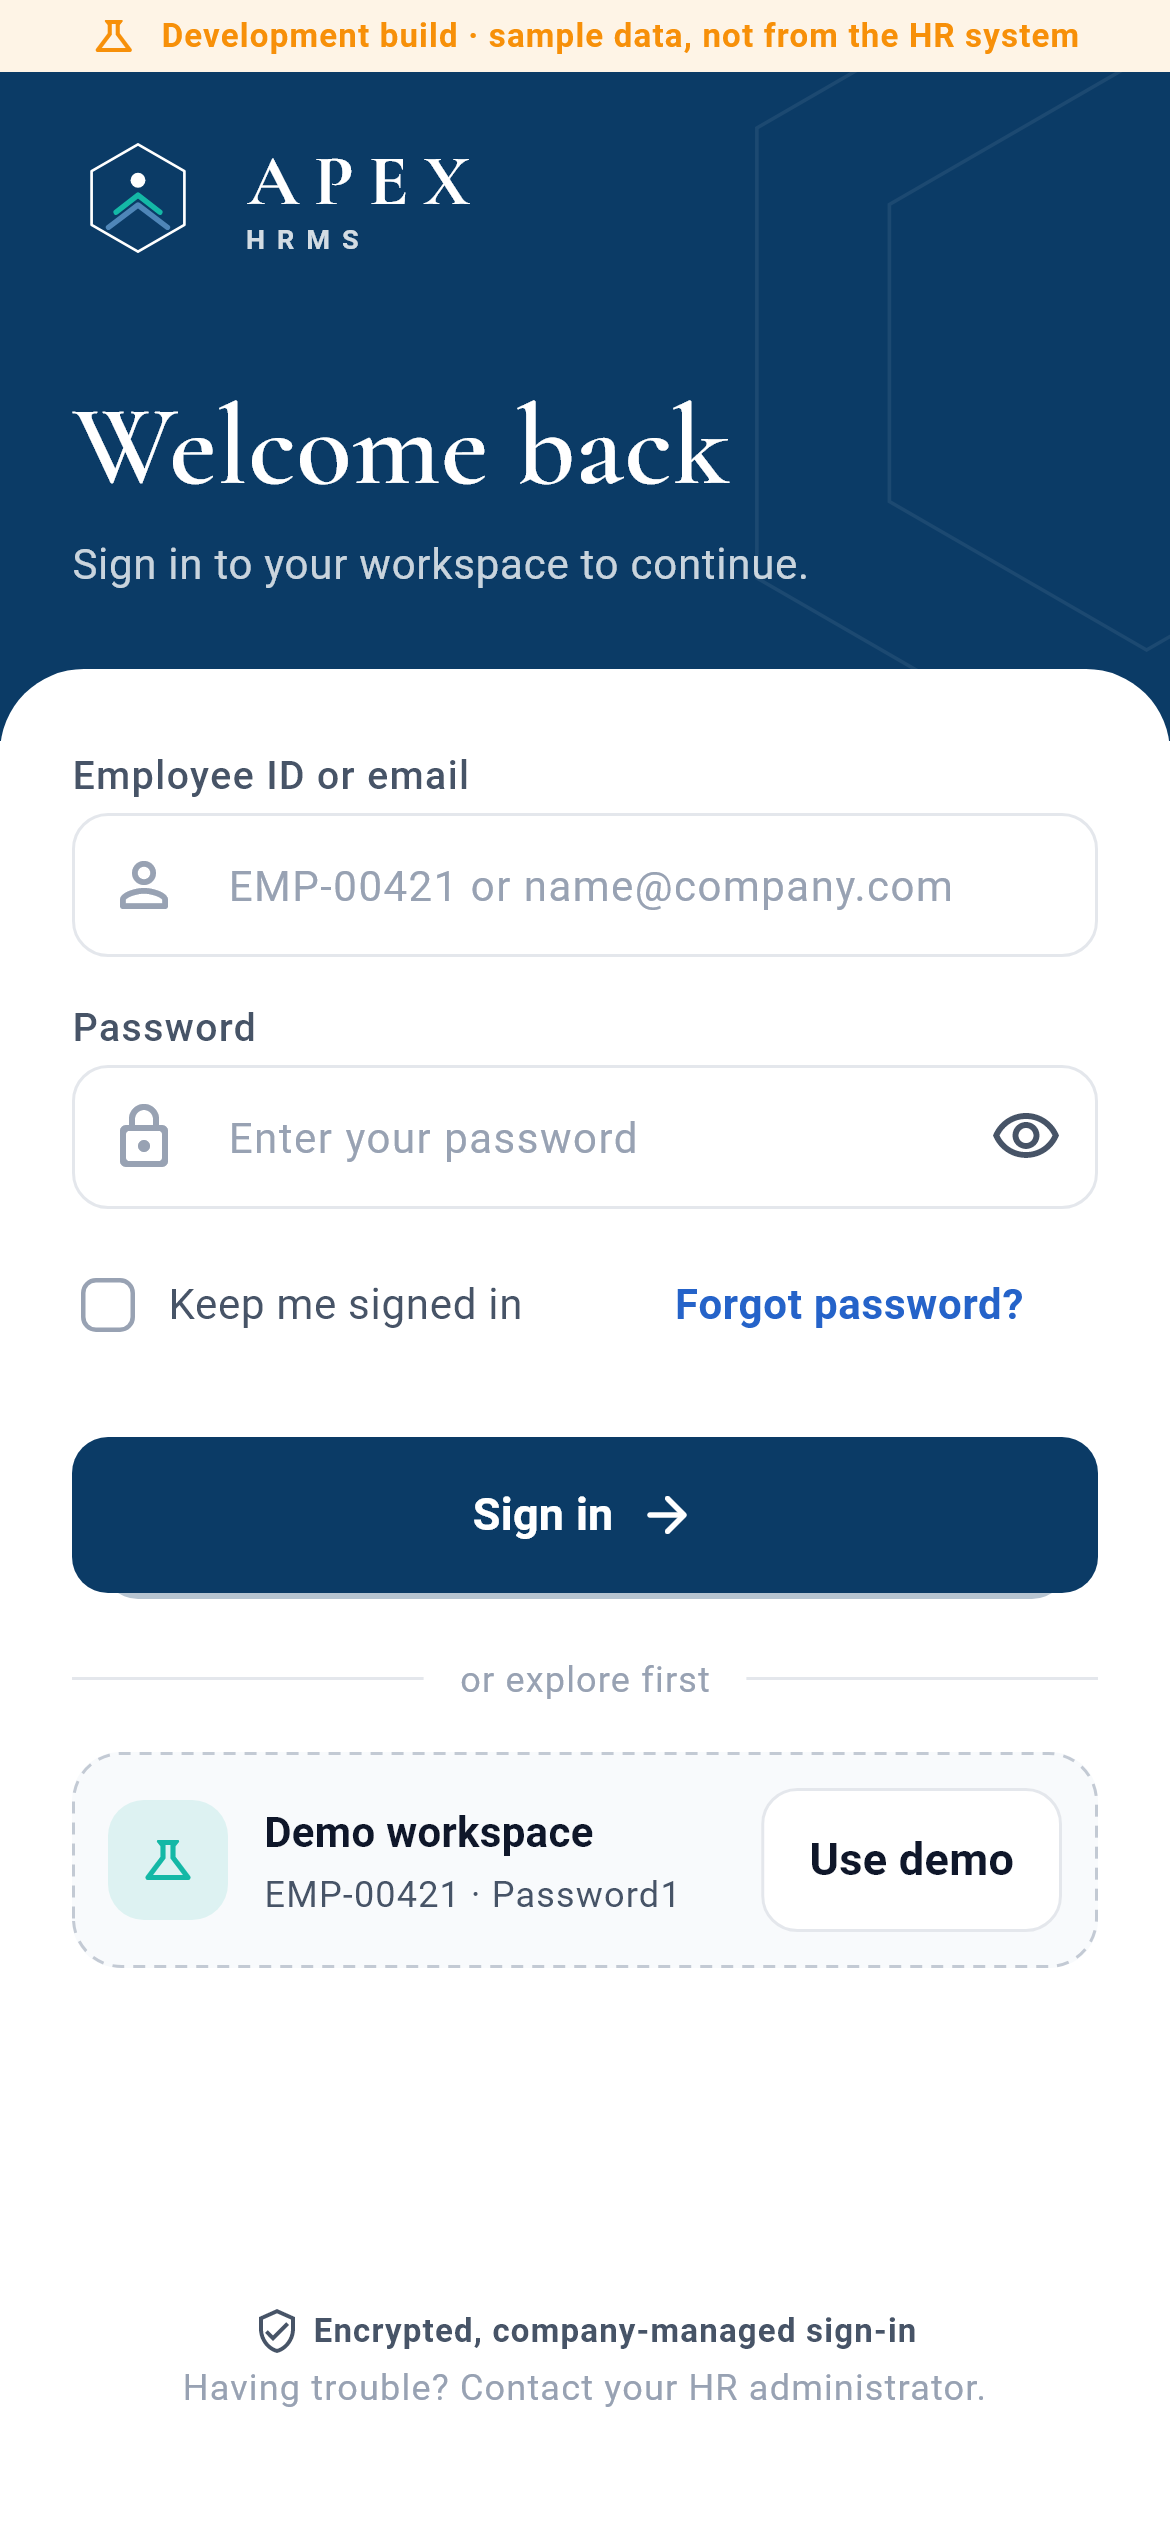 Development build · sample data, not from the HR system
APEX
HRMS
Welcome back
Sign in to your workspace to continue.
Employee ID or email
EMP-00421 or name@company.com
Password
Enter your password
Keep me signed in
Forgot password?
Sign in
or explore first
Demo workspace
EMP-00421 · Password1
Use demo
Encrypted, company-managed sign-in
Having trouble? Contact your HR administrator.